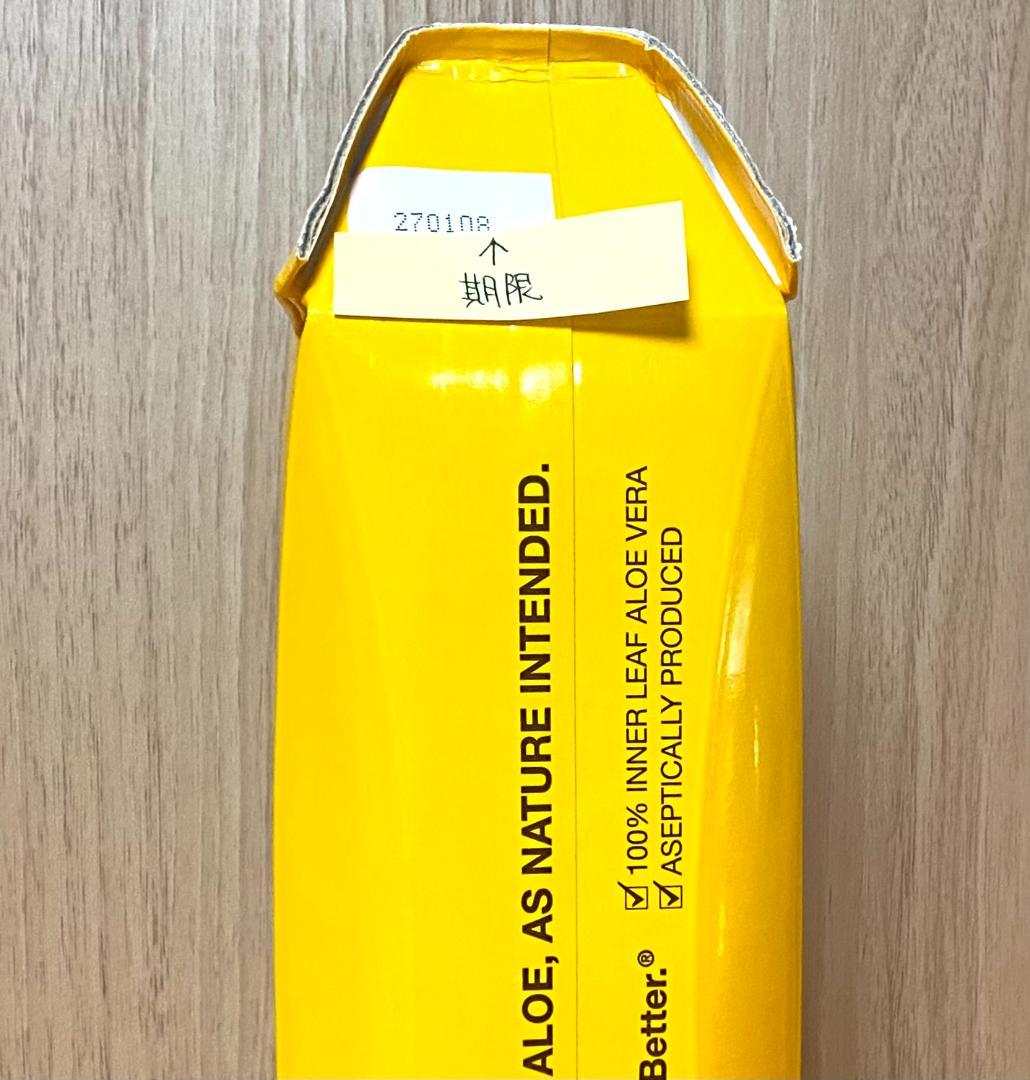 270108
↑
期限
ALOE, AS NATURE INTENDED.
☑ 100% INNER LEAF ALOE VERA
☑ ASEPTICALLY PRODUCED
Better.®